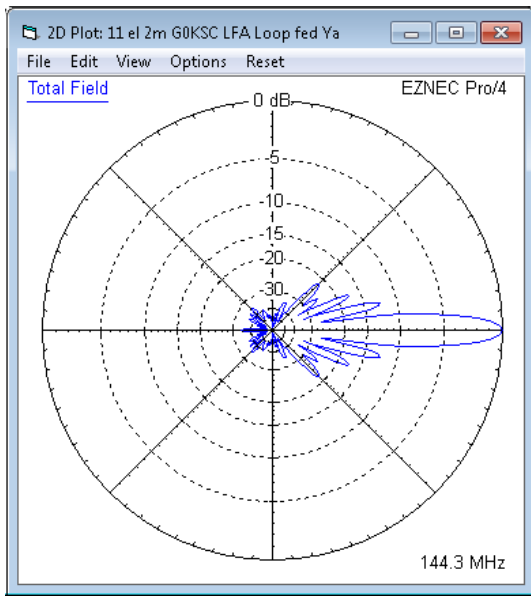 2D Plot: 11 el 2m G0KSC LFA Loop fed Ya
File Edit View Options Reset
Total Field
EZNEC Pro/4
0 dB
-5
-10
-15
-20
-30
144.3 MHz